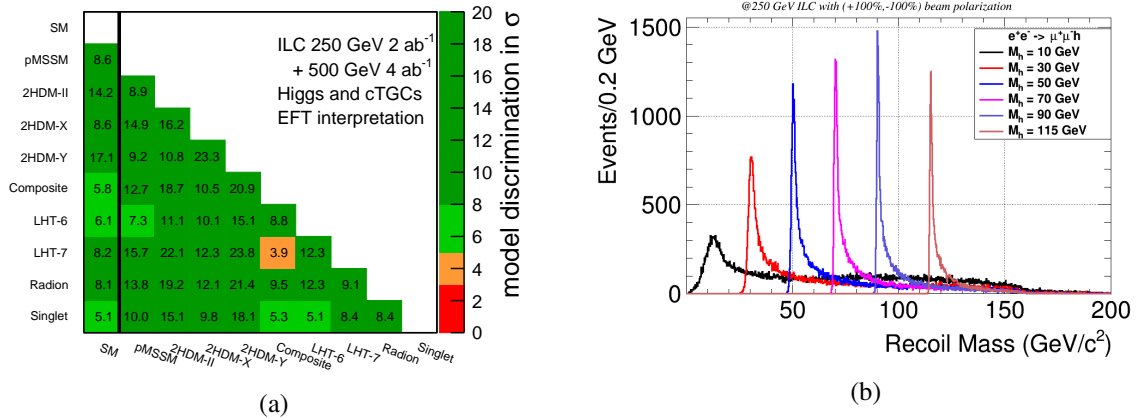 ILC 250 GeV 2 ab⁻¹
+ 500 GeV 4 ab⁻¹
Higgs and cTGCs
EFT interpretation
SM
pMSSM 8.6
2HDM-II 14.2 8.9
2HDM-X 8.6 14.9 16.2
2HDM-Y 17.1 9.2 10.8 23.3
Composite 5.8 12.7 18.7 10.5 20.9
LHT-6 6.1 7.3 11.1 10.1 15.1 8.8
LHT-7 8.2 15.7 22.1 12.3 23.8 3.9 12.3
Radion 8.1 13.8 19.2 12.1 21.4 9.5 12.3 9.1
Singlet 5.1 10.0 15.1 9.8 18.1 5.3 5.1 8.4 8.4
SM pMSSM 2HDM-II 2HDM-X 2HDM-Y Composite LHT-6 LHT-7 Radion Singlet
20
18
16
14
12
10
8
6
4
2
0
model discrimination in σ
(a)
@250 GeV ILC with (+100%,-100%) beam polarization
e⁺e⁻ -> μ⁺μ⁻h
M_h = 10 GeV
M_h = 30 GeV
M_h = 50 GeV
M_h = 70 GeV
M_h = 90 GeV
M_h = 115 GeV
Events/0.2 GeV
1500
1000
500
0
50 100 150 200
Recoil Mass (GeV/c²)
(b)